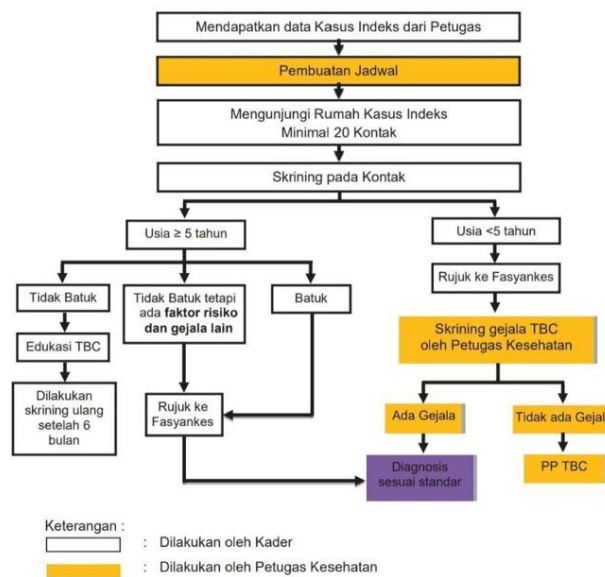 Mendapatkan data Kasus Indeks dari Petugas
Pembuatan Jadwal
Mengunjungi Rumah Kasus Indeks
Minimal 20 Kontak
Skrining pada Kontak
Usia ≥ 5 tahun
Usia <5 tahun
Tidak Batuk
Tidak Batuk tetapi
ada faktor risiko
dan gejala lain
Batuk
Rujuk ke Fasyankes
Edukasi TBC
Skrining gejala TBC
oleh Petugas Kesehatan
Dilakukan
skrining ulang
setelah 6
bulan
Rujuk ke
Fasyankes
Ada Gejala
Tidak ada Gejal
Diagnosis
sesuai standar
PP TBC
Keterangan :
: Dilakukan oleh Kader
: Dilakukan oleh Petugas Kesehatan